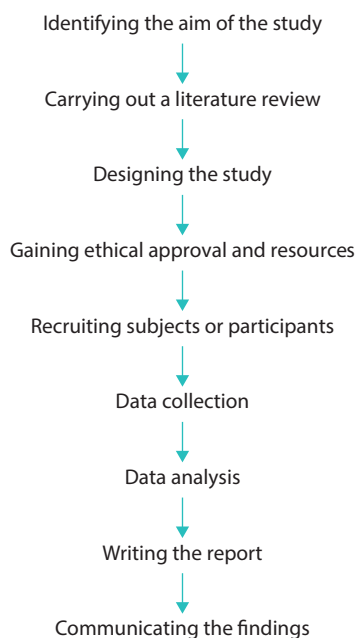 Identifying the aim of the study
Carrying out a literature review
Designing the study
Gaining ethical approval and resources
Recruiting subjects or participants
Data collection
Data analysis
Writing the report
Communicating the findings